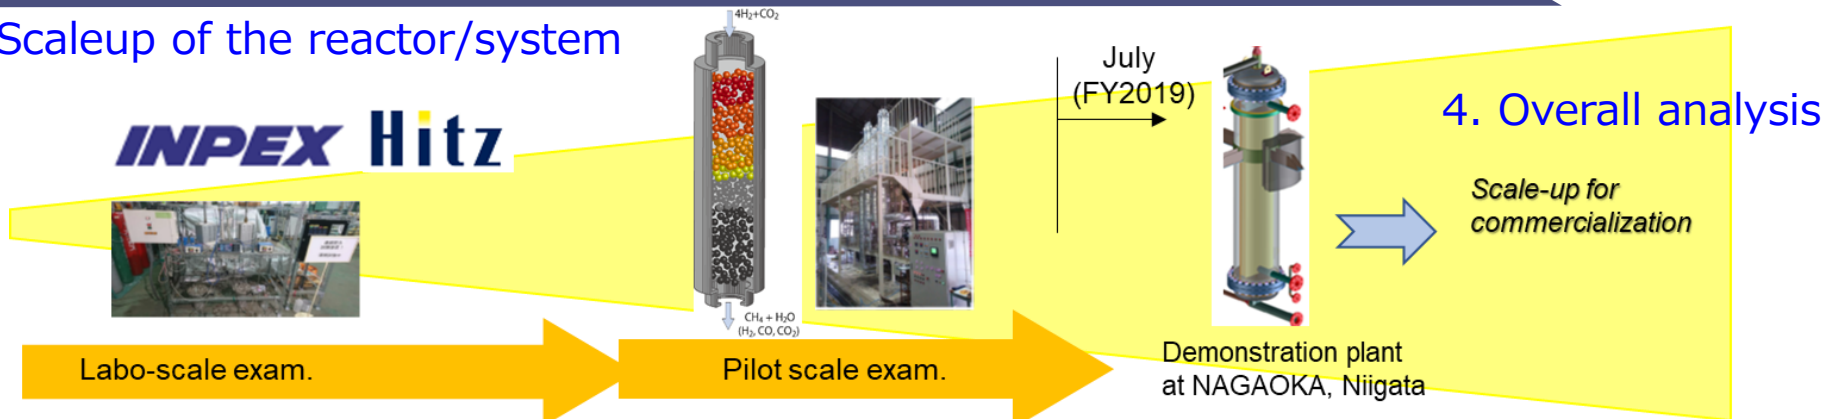 Scaleup of the reactor/system
4H₂+CO₂
INPEX Hitz
July
(FY2019)
4. Overall analysis
Scale-up for
commercialization
CH₄ + H₂O
(H₂, CO, CO₂)
Labo-scale exam.
Pilot scale exam.
Demonstration plant
at NAGAOKA, Niigata